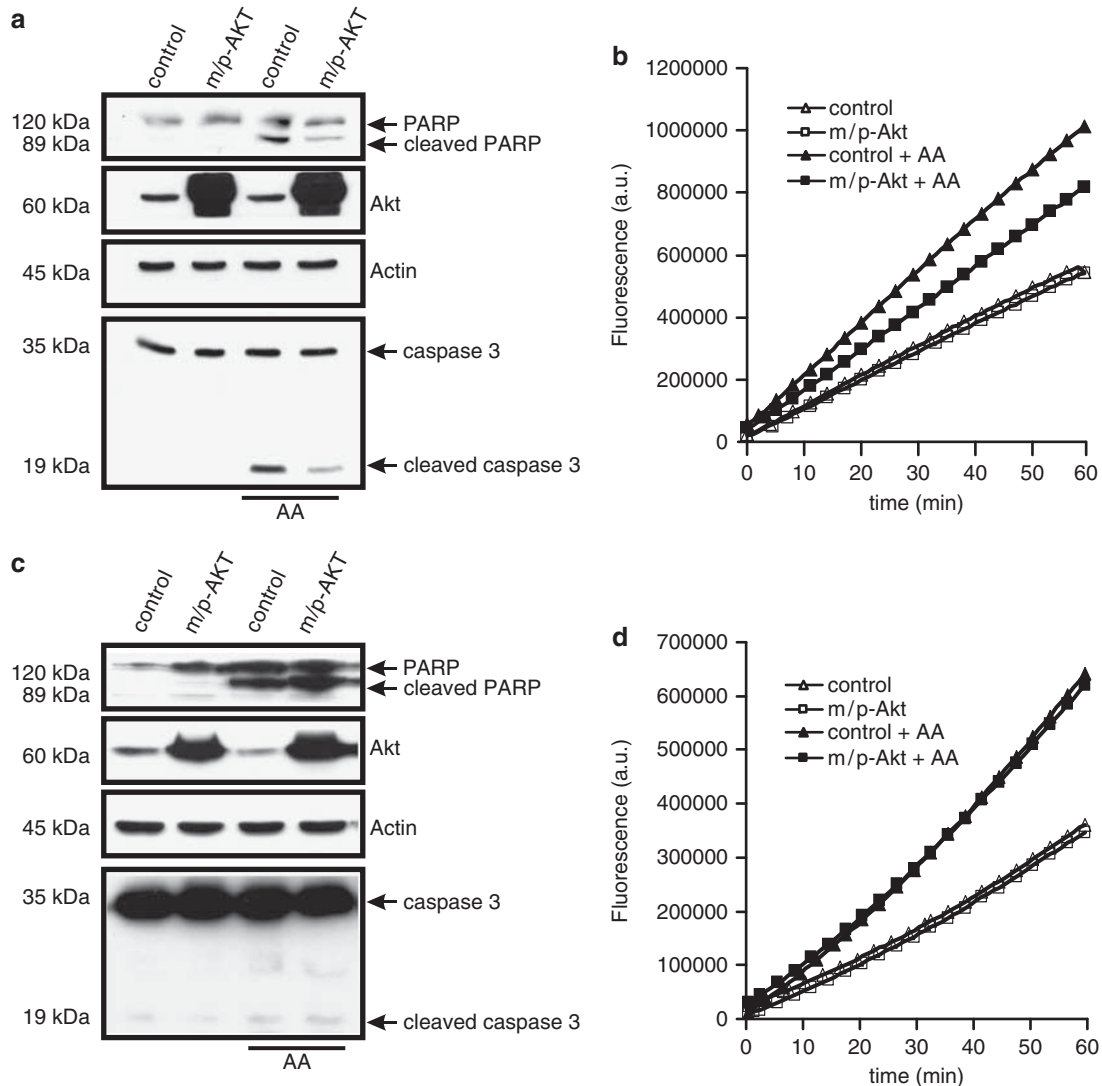 a
control
m/p-AKT
control
m/p-AKT
120 kDa
89 kDa
PARP
cleaved PARP
60 kDa
Akt
45 kDa
Actin
35 kDa
caspase 3
19 kDa
cleaved caspase 3
AA
b
1200000
1000000
800000
600000
400000
200000
0
Fluorescence (a.u.)
control
m/p-Akt
control + AA
m/p-Akt + AA
0 10 20 30 40 50 60
time (min)
c
control
m/p-AKT
control
m/p-AKT
120 kDa
89 kDa
PARP
cleaved PARP
60 kDa
Akt
45 kDa
Actin
35 kDa
caspase 3
19 kDa
cleaved caspase 3
AA
d
700000
600000
500000
400000
300000
200000
100000
0
Fluorescence (a.u.)
control
m/p-Akt
control + AA
m/p-Akt + AA
0 10 20 30 40 50 60
time (min)